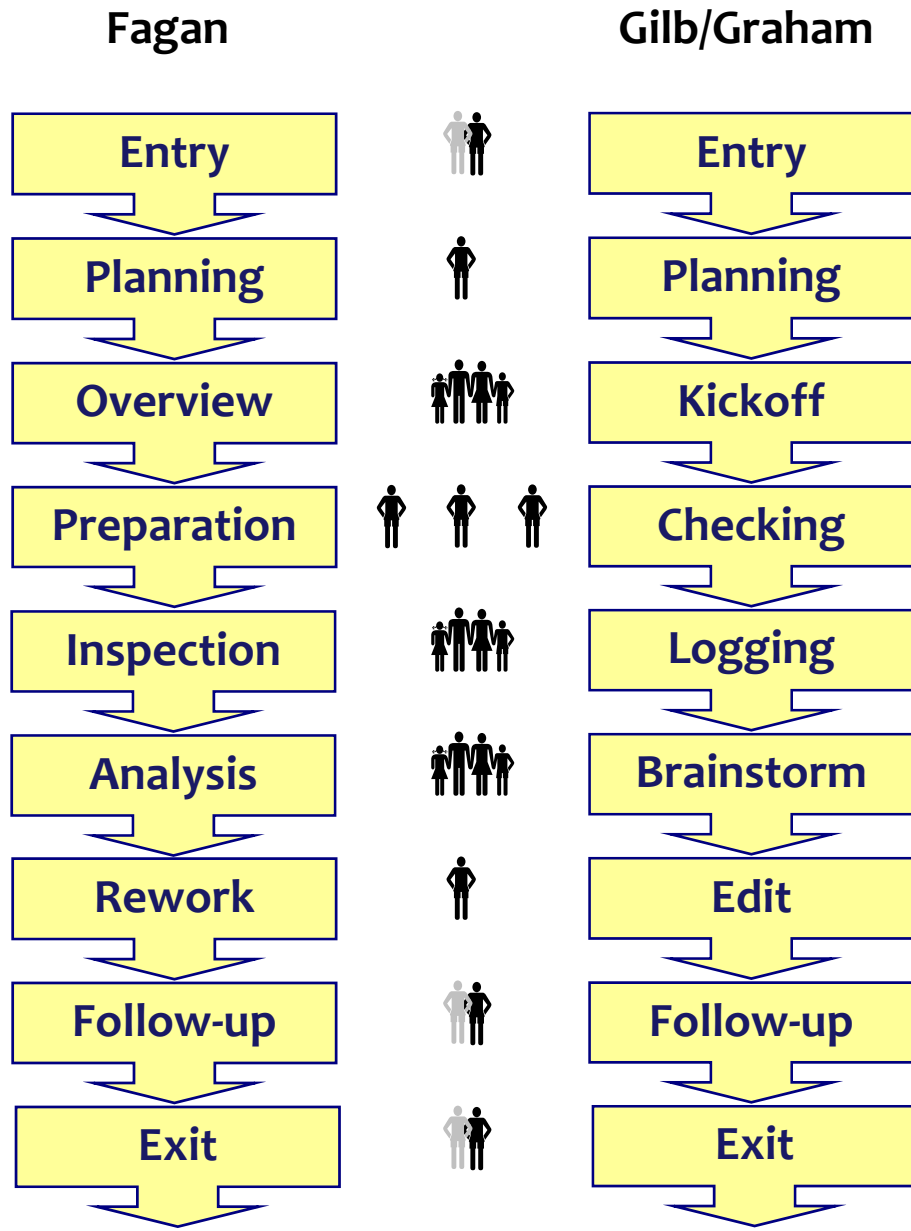 Fagan
Gilb/Graham
Entry
Entry
Planning
Planning
Overview
Kickoff
Preparation
Checking
Inspection
Logging
Analysis
Brainstorm
Rework
Edit
Follow-up
Follow-up
Exit
Exit